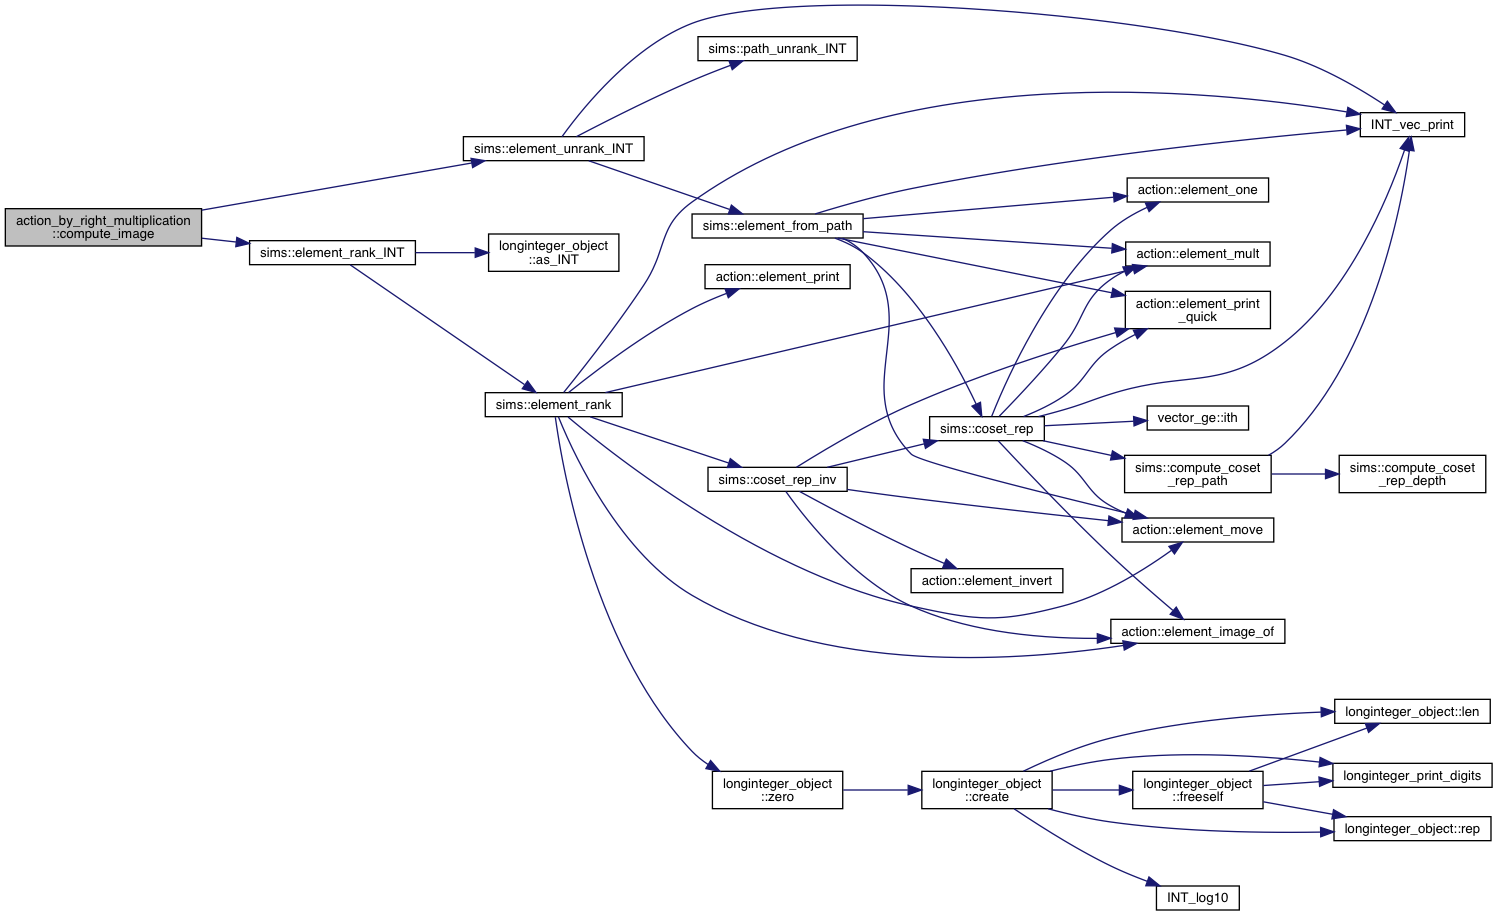 sims::path_unrank_INT
INT_vec_print
sims::element_unrank_INT
action::element_one
action_by_right_multiplication
::compute_image
sims::element_from_path
sims::element_rank_INT
longinteger_object
::as_INT
action::element_mult
action::element_print
action::element_print
_quick
sims::element_rank
vector_ge::ith
sims::coset_rep
sims::coset_rep_inv
sims::compute_coset
_rep_path
sims::compute_coset
_rep_depth
action::element_move
action::element_invert
action::element_image_of
longinteger_object::len
longinteger_object
::zero
longinteger_object
::create
longinteger_object
::freeself
longinteger_print_digits
longinteger_object::rep
INT_log10